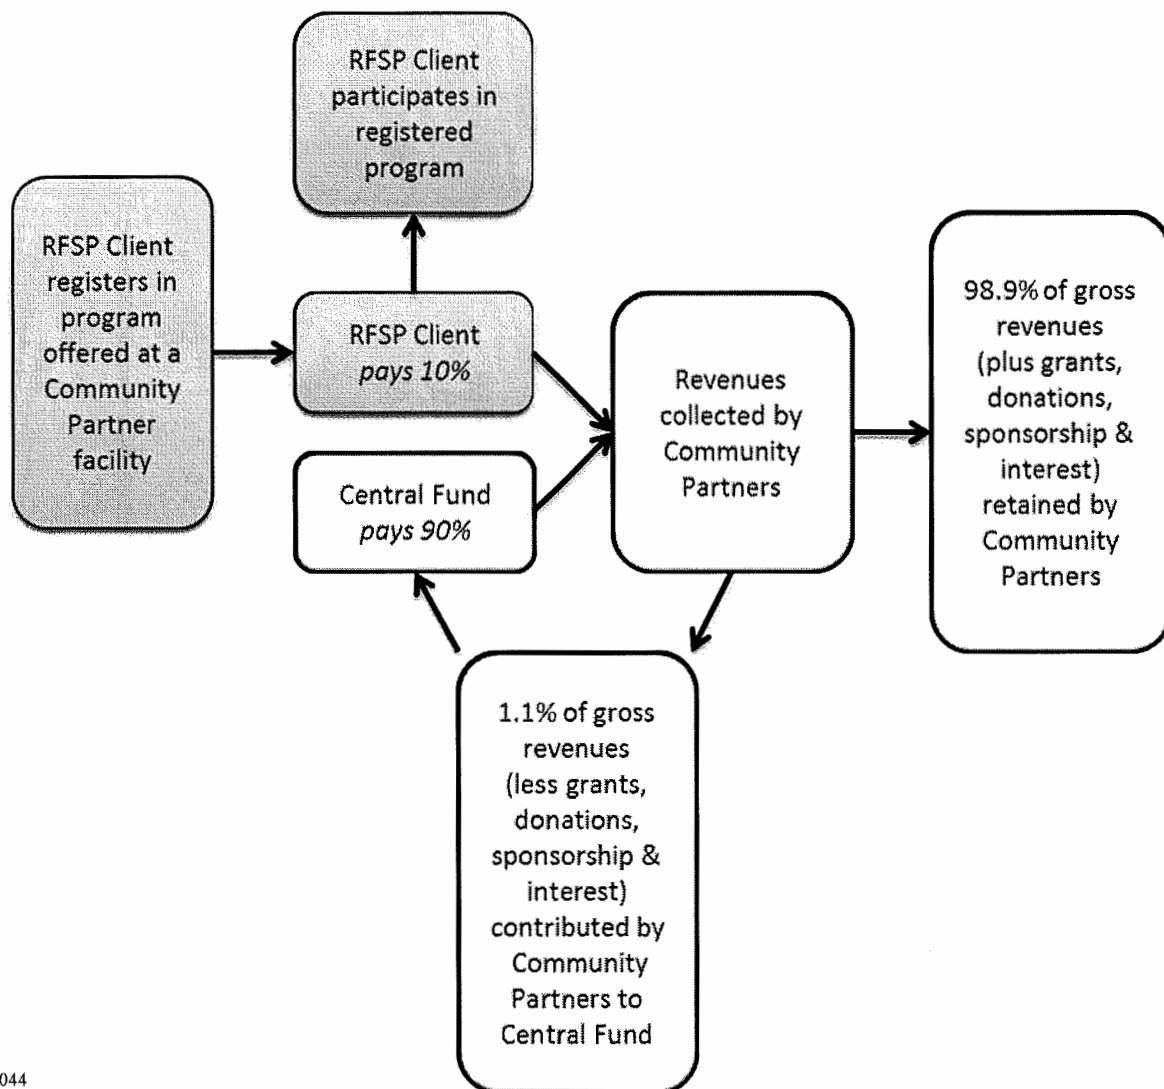 RFSP Client
participates in
registered
program
RFSP Client
registers in
program
offered at a
Community
Partner
facility
RFSP Client
pays 10%
Central Fund
pays 90%
Revenues
collected by
Community
Partners
98.9% of gross
revenues
(plus grants,
donations,
sponsorship &
interest)
retained by
Community
Partners
1.1% of gross
revenues
(less grants,
donations,
sponsorship &
interest)
contributed by
Community
Partners to
Central Fund
044